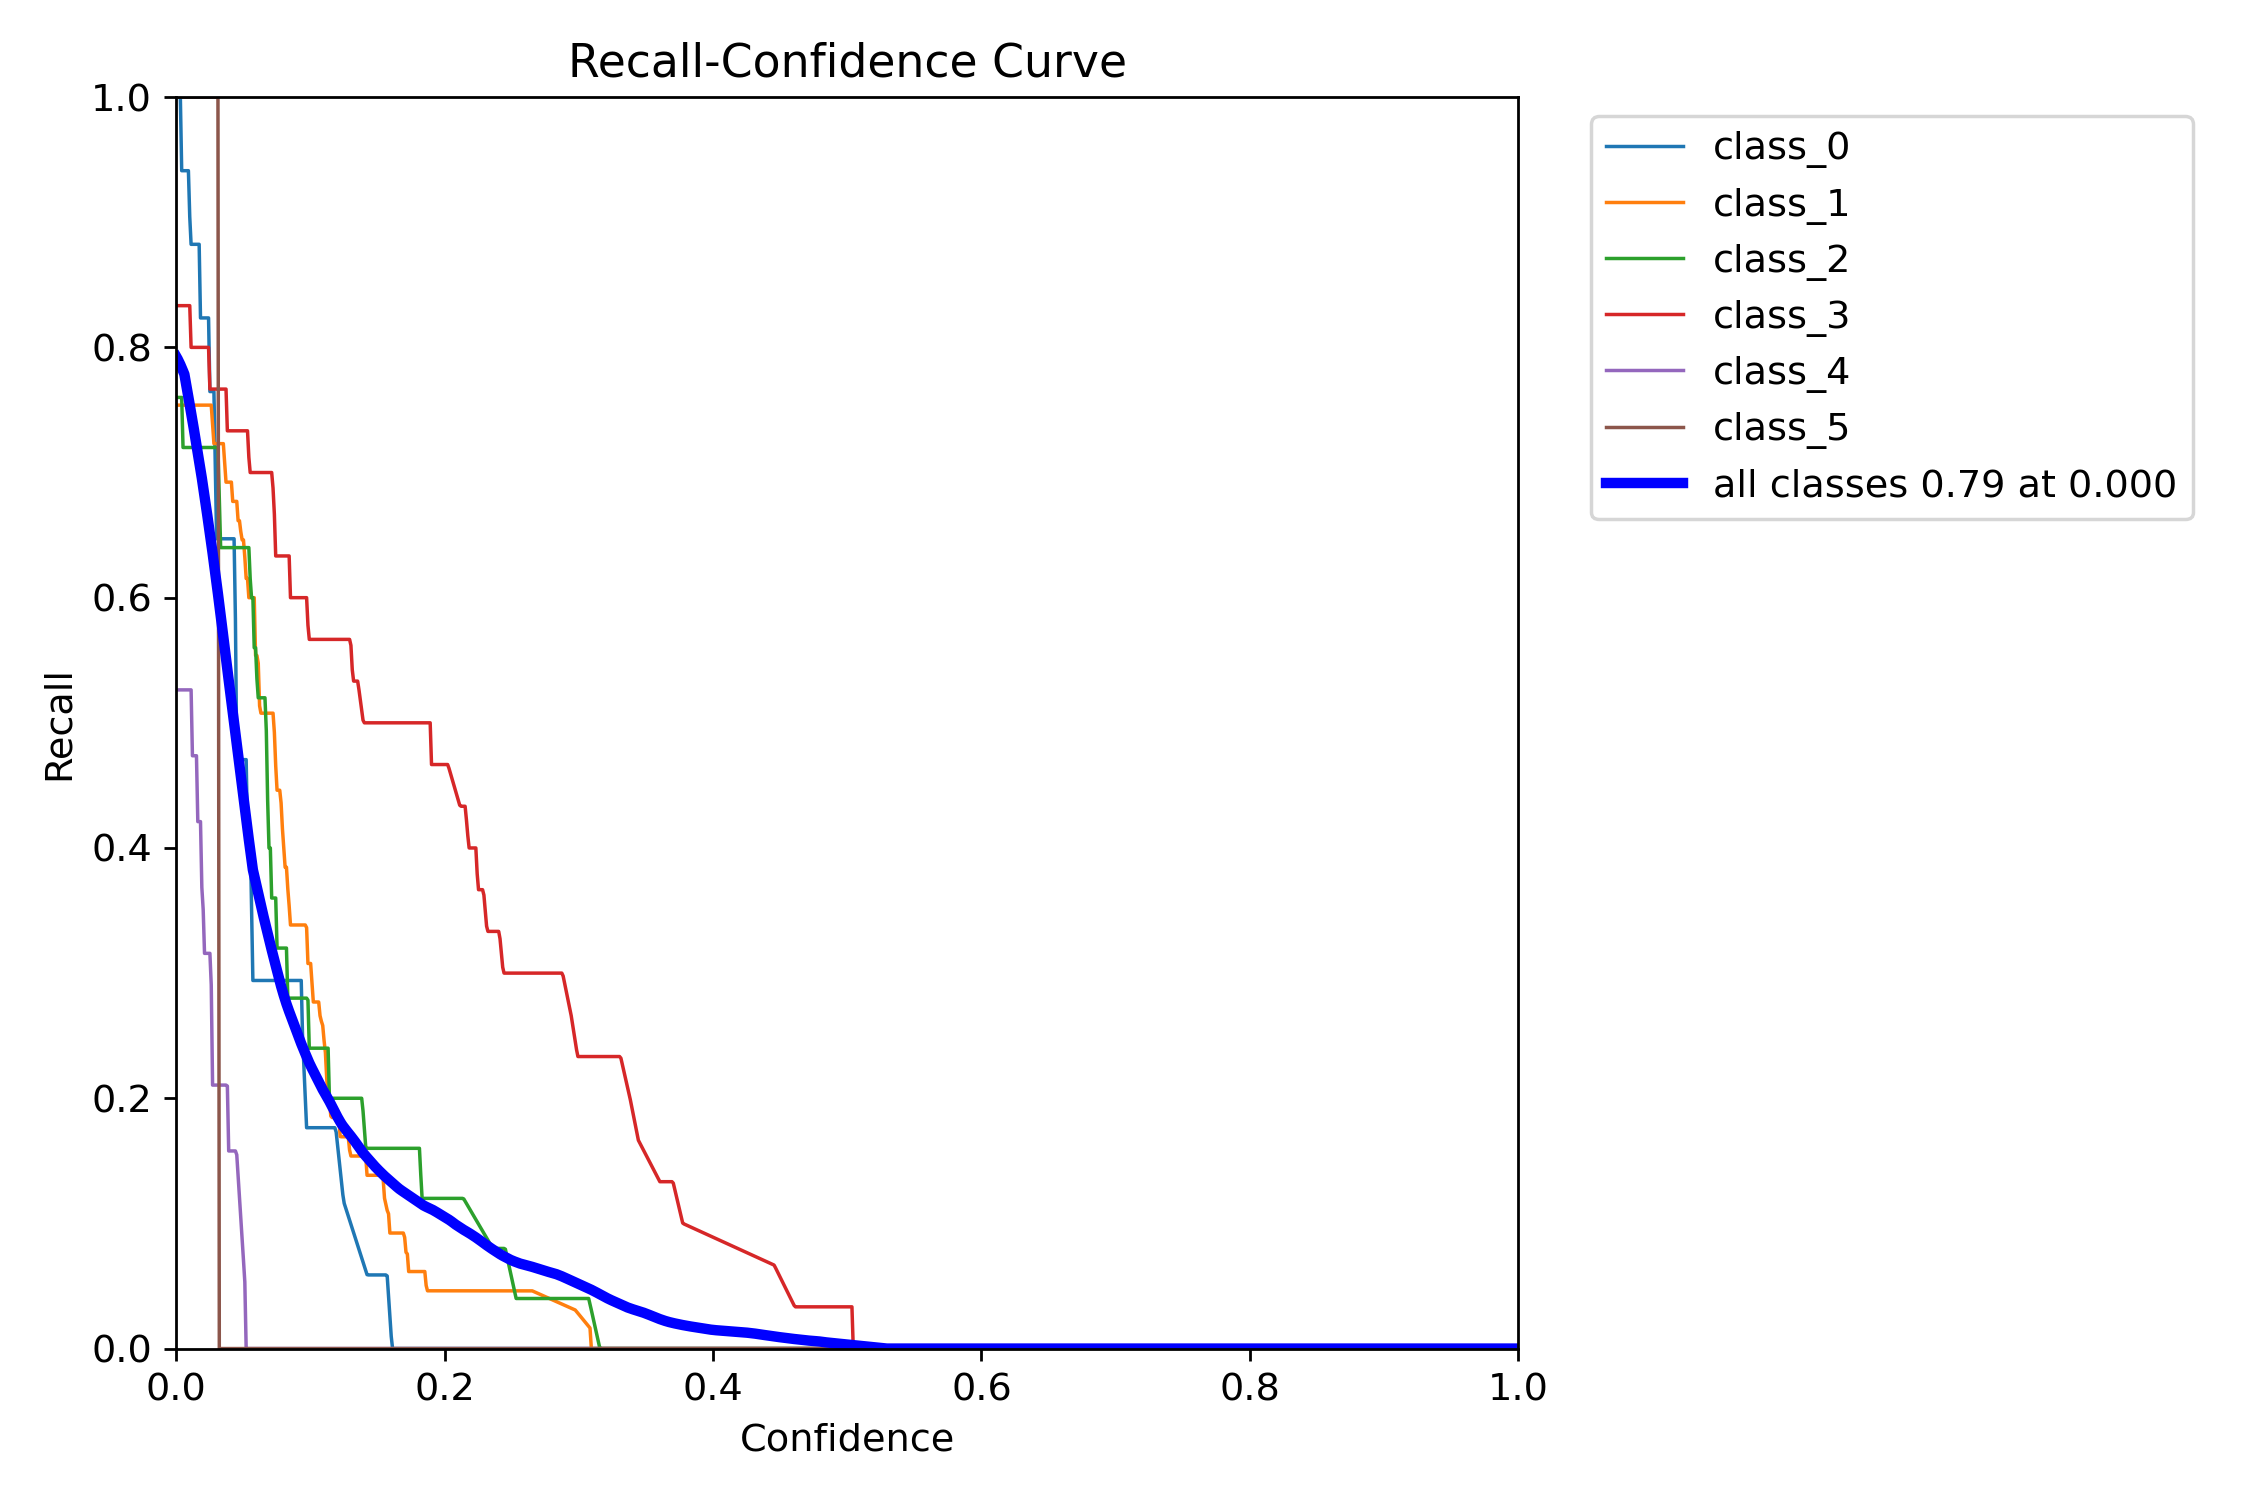 Recall-Confidence Curve
1.0
0.8
0.6
0.4
0.2
0.0
Recall
0.0 0.2 0.4 0.6 0.8 1.0
Confidence
class_0
class_1
class_2
class_3
class_4
class_5
all classes 0.79 at 0.000